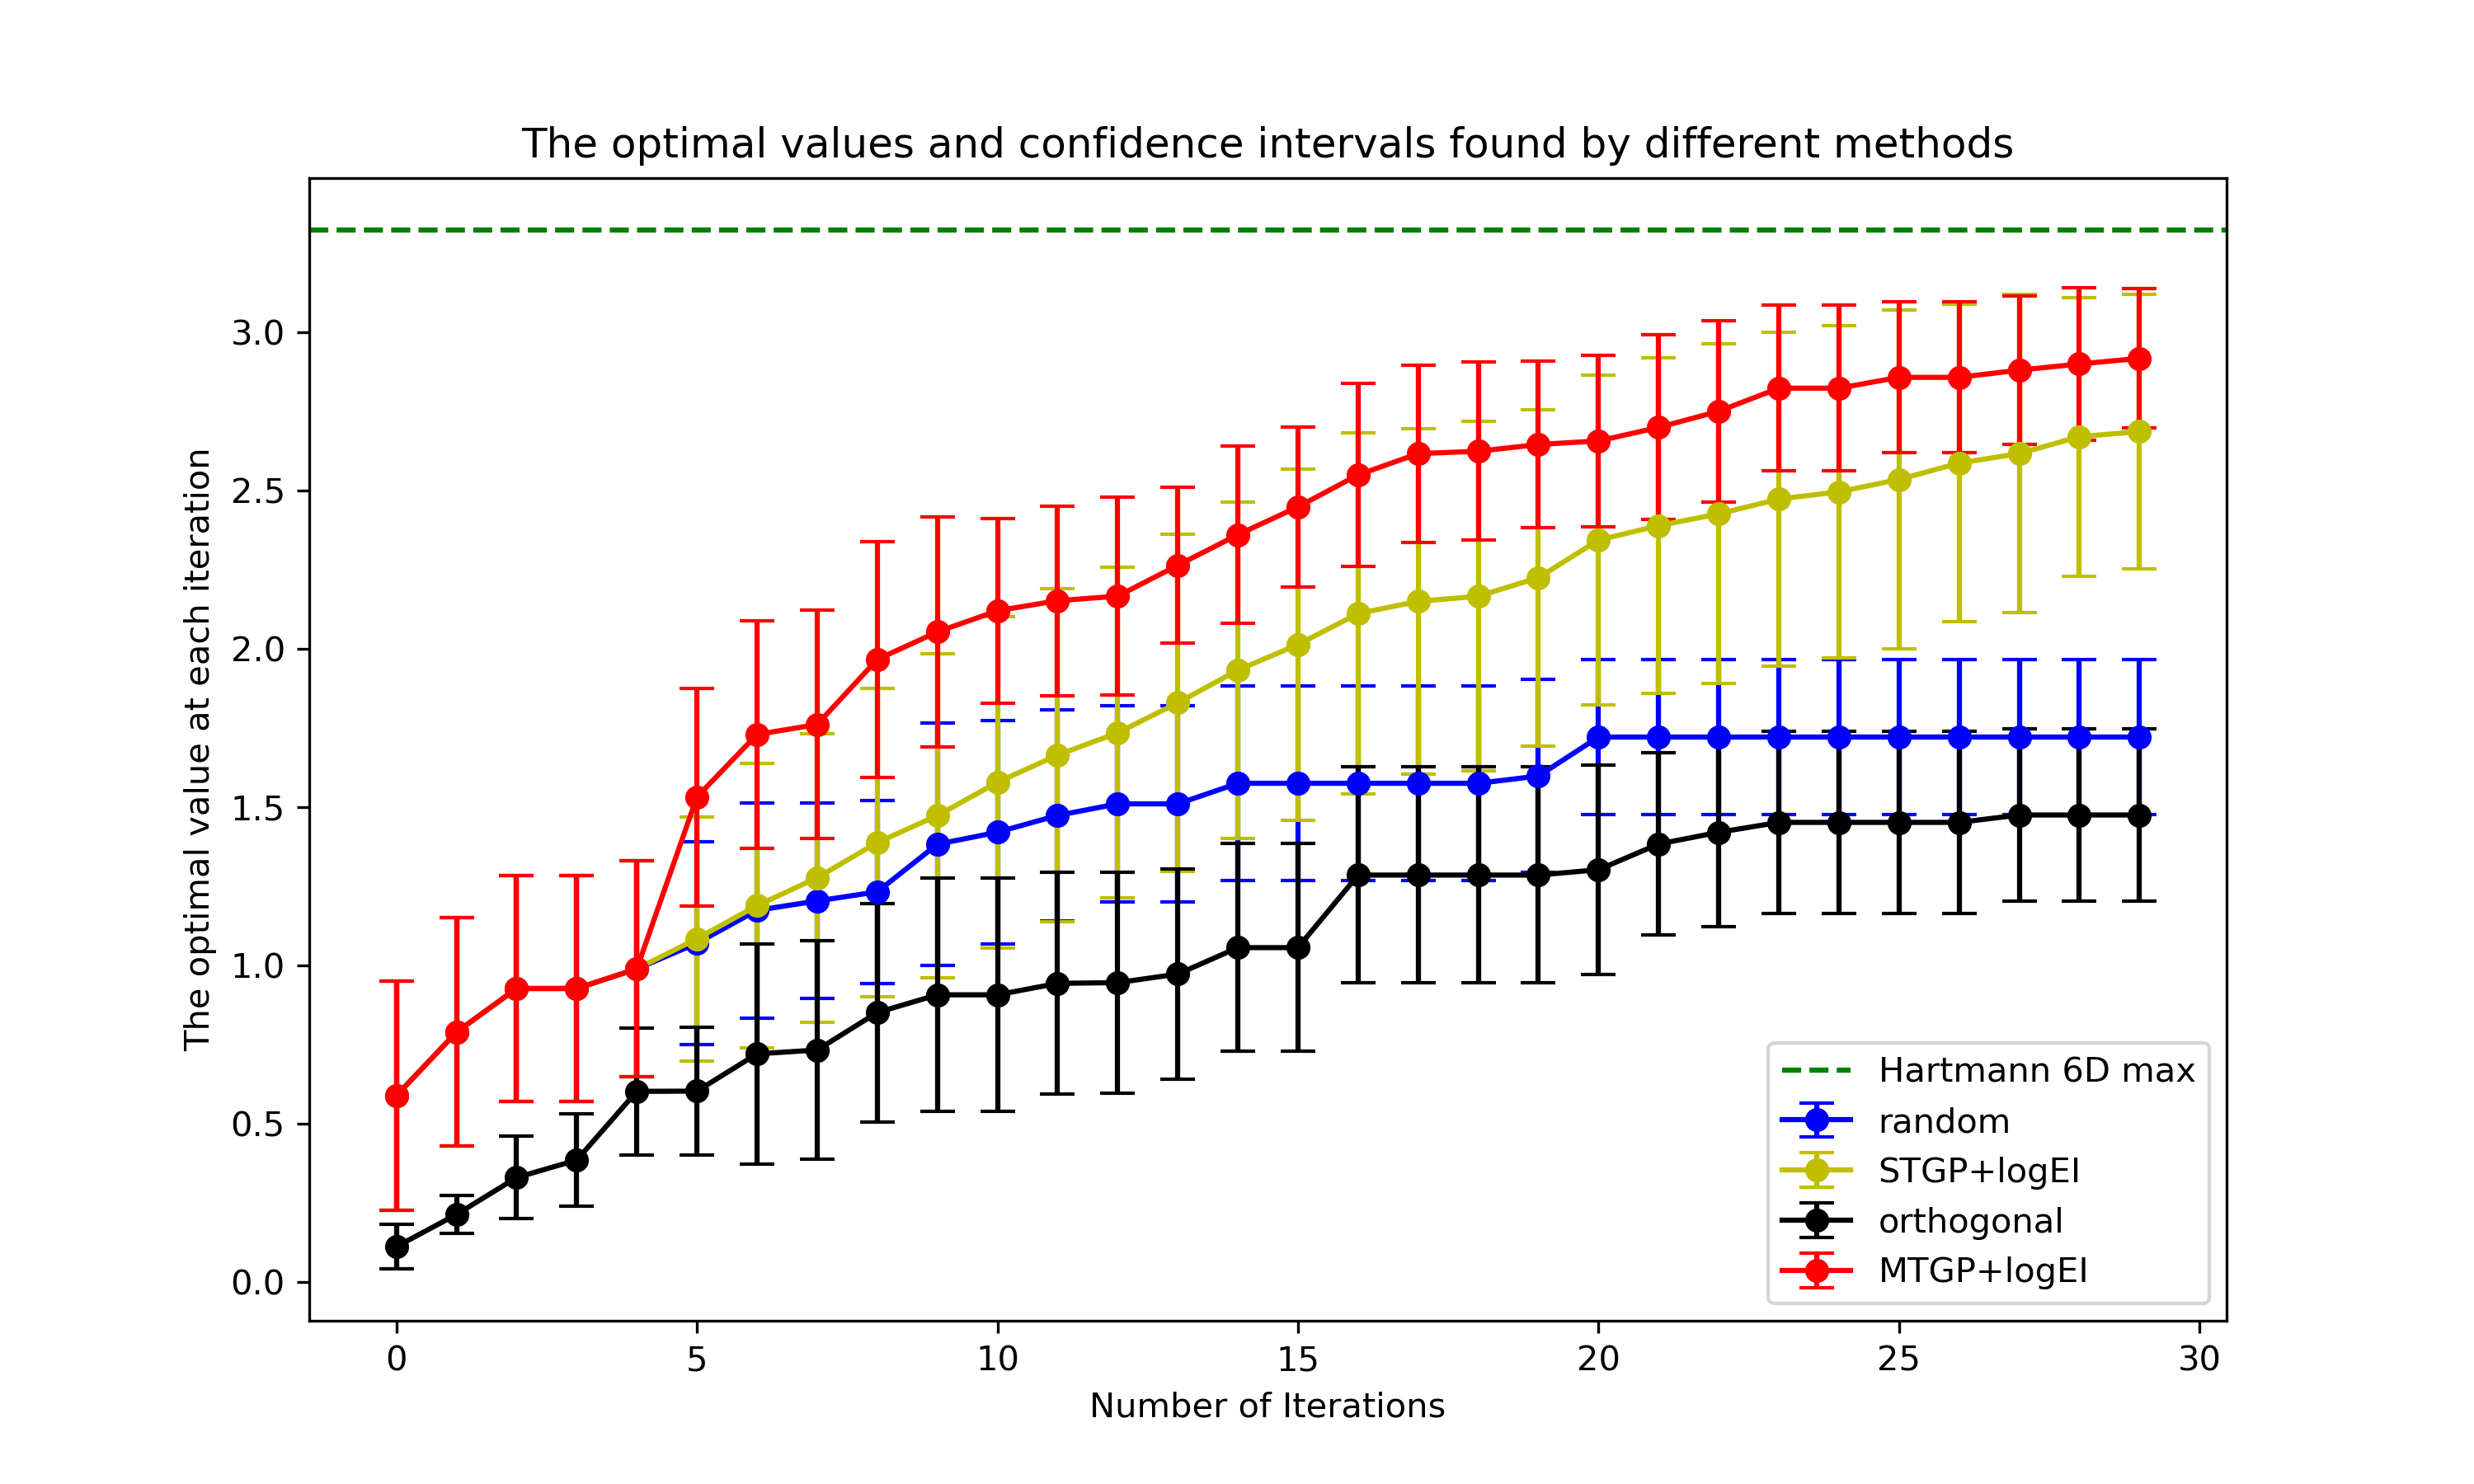 The optimal values and confidence intervals found by different methods
The optimal value at each iteration
3.0
2.5
2.0
1.5
1.0
0.5
0.0
0 5 10 15 20 25 30
Number of Iterations
Hartmann 6D max
random
STGP+logEI
orthogonal
MTGP+logEI